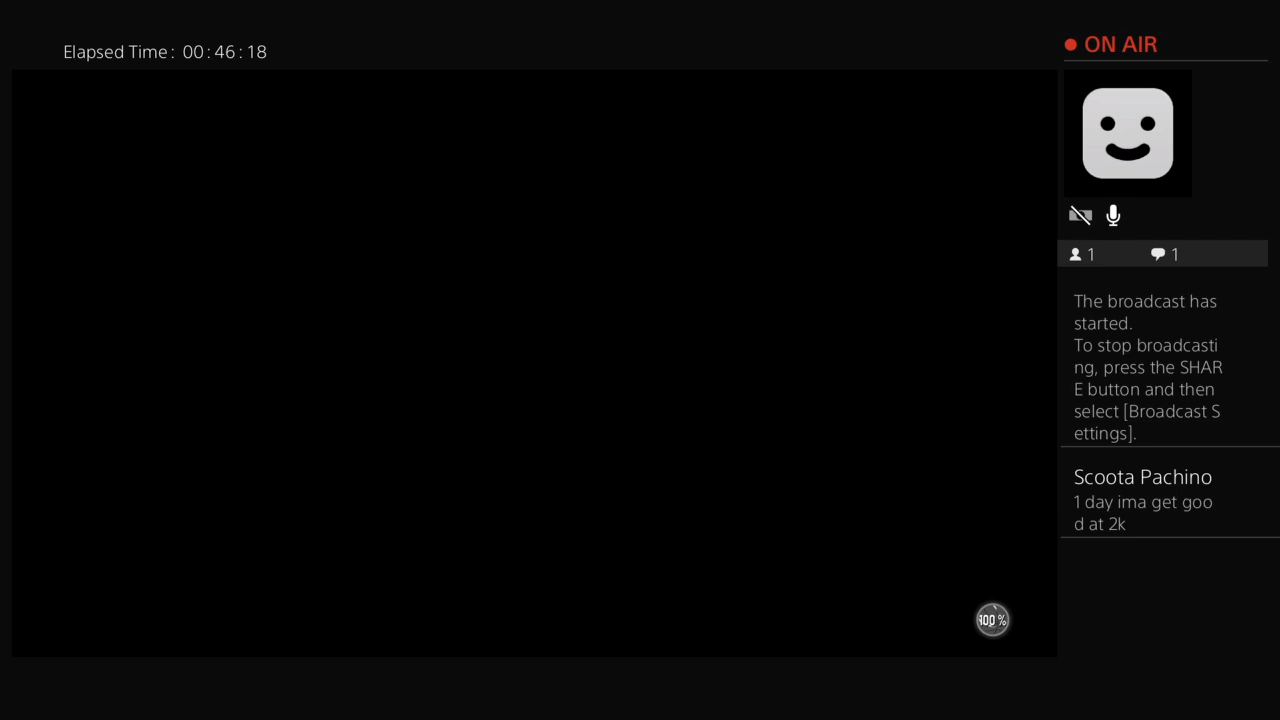 Elapsed Time: 00:46:18
ON AIR
1 1
The broadcast has
started.
To stop broadcasti
ng, press the SHAR
E button and then
select [Broadcast S
ettings].
Scoota Pachino
1 day ima get goo
d at 2k
100 %